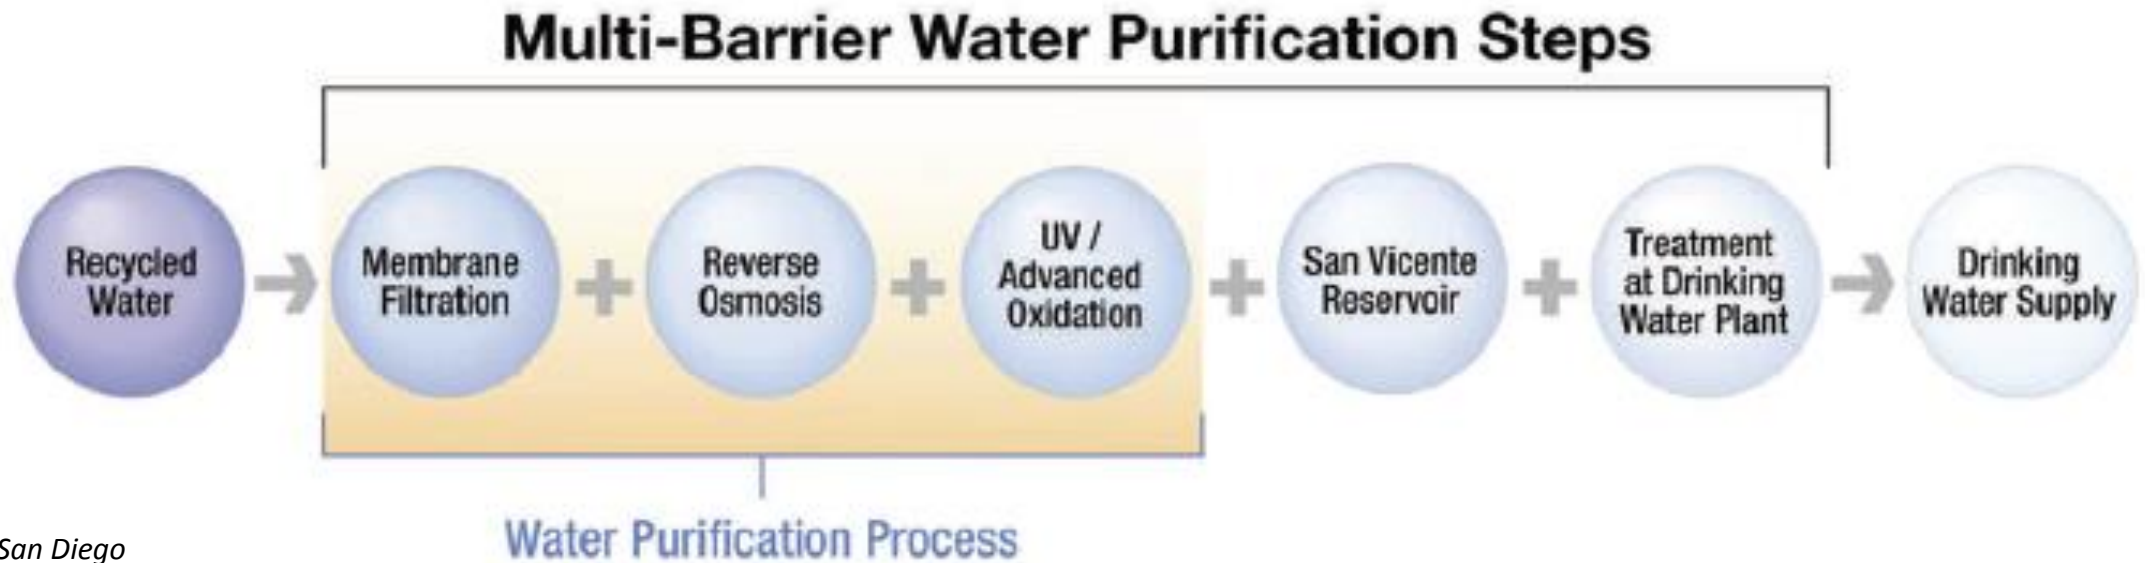 Multi-Barrier Water Purification Steps
Recycled
Water
Membrane
Filtration
Reverse
Osmosis
UV /
Advanced
Oxidation
San Vicente
Reservoir
Treatment
at Drinking
Water Plant
Drinking
Water Supply
Water Purification Process
San Diego